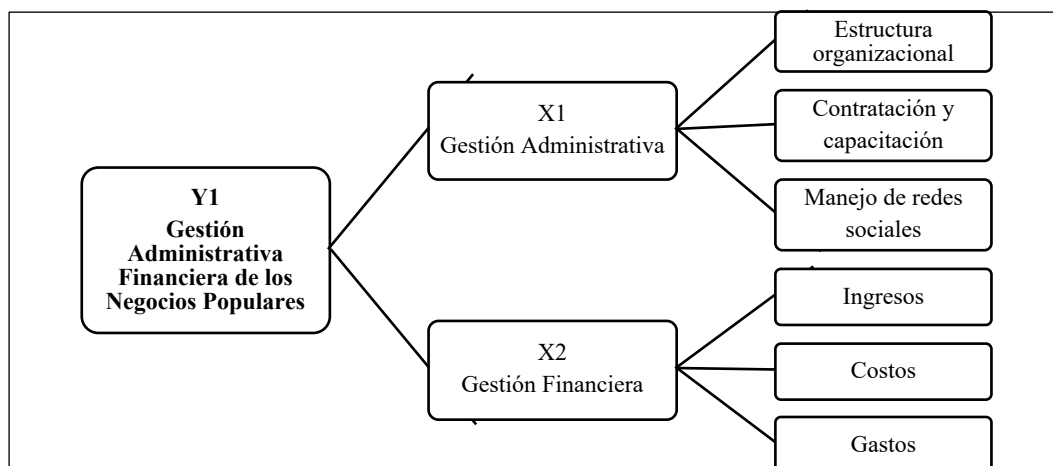 Y1
Gestión
Administrativa
Financiera de los
Negocios Populares
X1
Gestión Administrativa
Estructura
organizacional
Contratación y
capacitación
Manejo de redes
sociales
X2
Gestión Financiera
Ingresos
Costos
Gastos